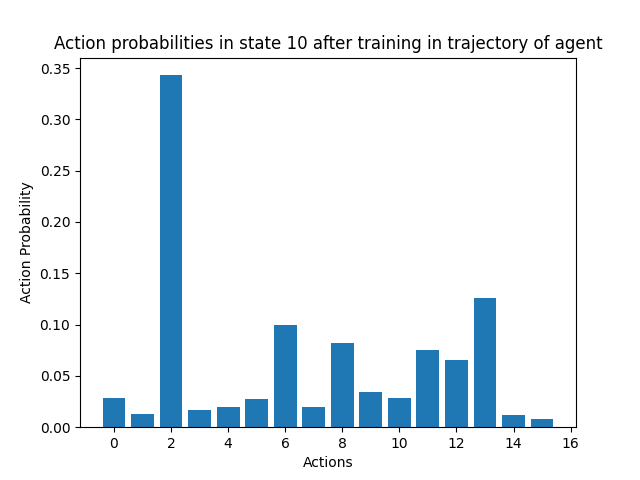 Action probabilities in state 10 after training in trajectory of agent
0.35
0.30
0.25
0.20
0.15
0.10
0.05
0.00
Action Probability
0 2 4 6 8 10 12 14 16
Actions